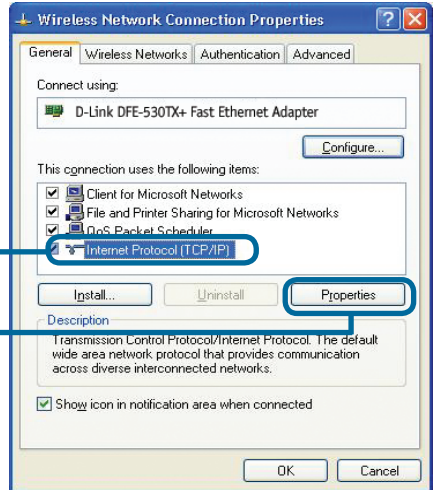 Wireless Network Connection Properties
General Wireless Networks Authentication Advanced
Connect using:
D-Link DFE-530TX+ Fast Ethernet Adapter
Configure...
This connection uses the following items:
Client for Microsoft Networks
File and Printer Sharing for Microsoft Networks
QoS Packet Scheduler
Internet Protocol (TCP/IP)
Install... Uninstall Properties
Description
Transmission Control Protocol/Internet Protocol. The default
wide area network protocol that provides communication
across diverse interconnected networks.
Show icon in notification area when connected
OK Cancel